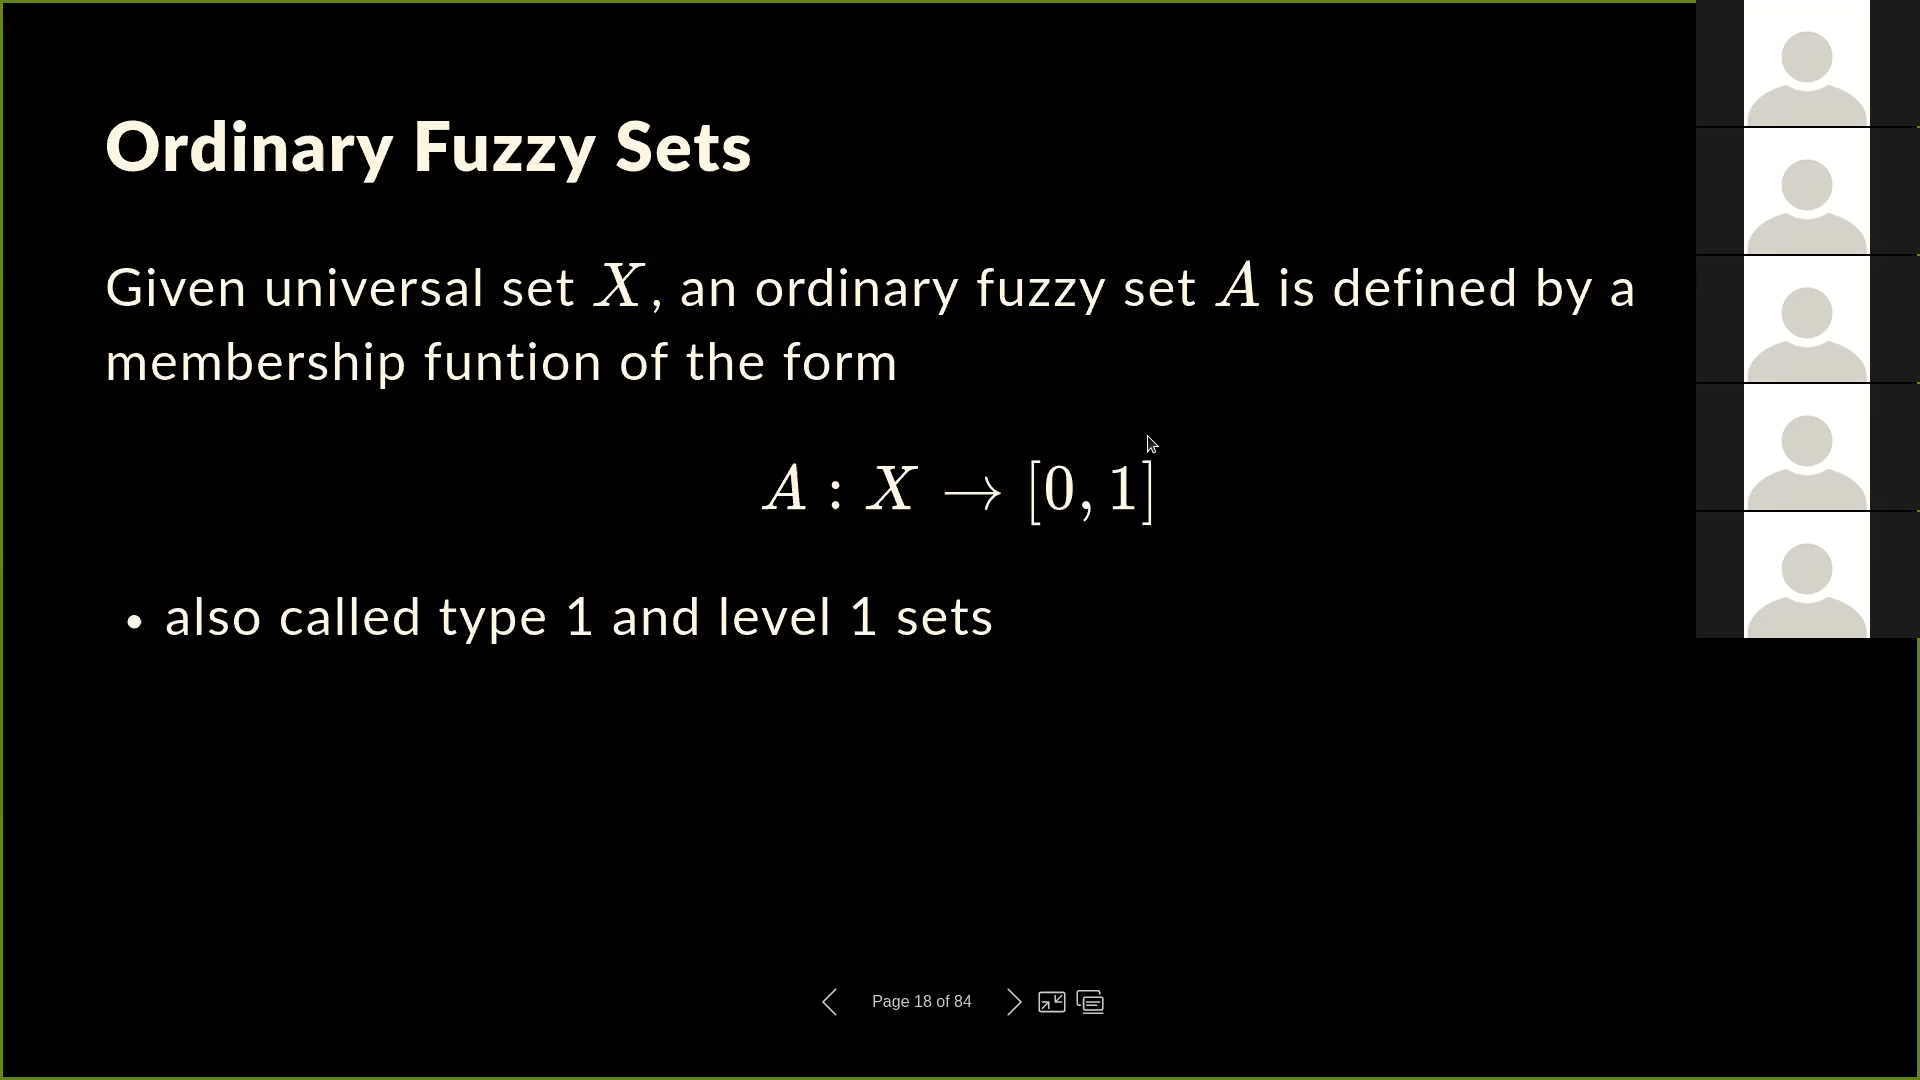 Ordinary Fuzzy Sets
Given universal set X, an ordinary fuzzy set A is defined by a
membership funtion of the form
A : X → [0, 1]
• also called type 1 and level 1 sets
Page 18 of 84